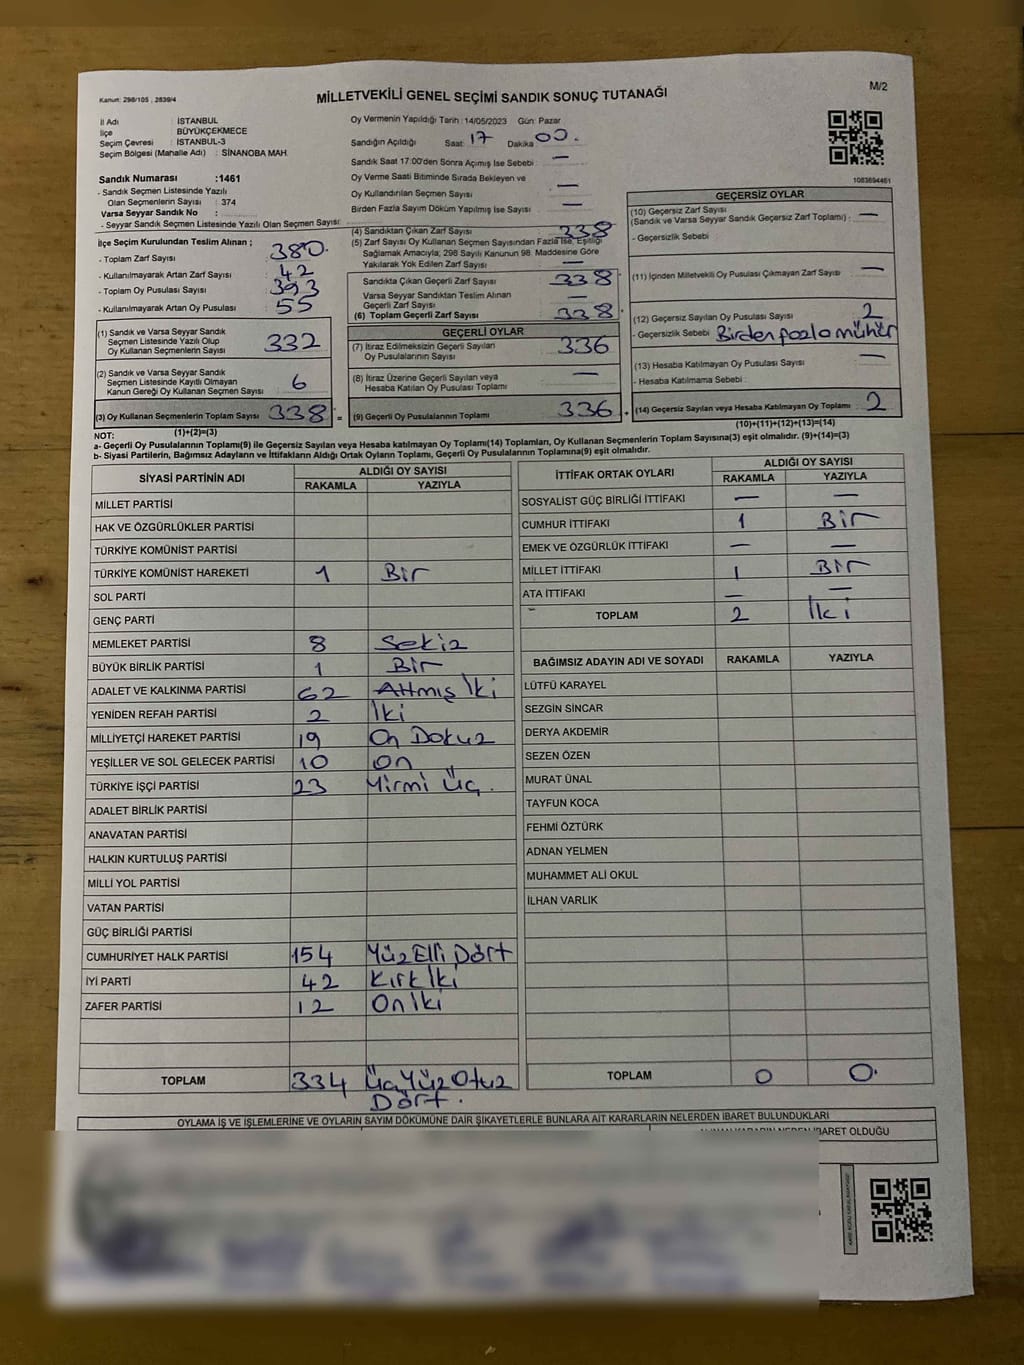 Kanun: 298/105 , 2839/4
MİLLETVEKİLİ GENEL SEÇİMİ SANDIK SONUÇ TUTANAĞI
M/2
İl Adı : İSTANBUL
İlçe : BÜYÜKÇEKMECE
Seçim Çevresi : İSTANBUL-3
Seçim Bölgesi (Mahalle Adı) : SİNANOBA MAH.
Sandık Numarası :1461
- Sandık Seçmen Listesinde Yazılı
Olan Seçmenlerin Sayısı : 374
Varsa Seyyar Sandık No :
- Seyyar Sandık Seçmen Listesinde Yazılı Olan Seçmen Sayısı:
Oy Vermenin Yapıldığı Tarih :14/05/2023 Gün: Pazar
Sandığın Açıldığı Saat: 17 Dakika 00.
Sandık Saat 17:00'den Sonra Açımış İse Sebebi : —
Oy Verme Saati Bitiminde Sırada Bekleyen ve
Oy Kullandırılan Seçmen Sayısı : —
Birden Fazla Sayım Döküm Yapılmış İse Sayısı : —
1083694461
İlçe Seçim Kurulundan Teslim Alınan ;
- Toplam Zarf Sayısı : 380.
- Kullanılmayarak Artan Zarf Sayısı : 42
- Toplam Oy Pusulası Sayısı : 393
- Kullanılmayarak Artan Oy Pusulası : 55
(1) Sandık ve Varsa Seyyar Sandık
Seçmen Listesinde Yazılı Olup
Oy Kullanan Seçmenlerin Sayısı 332
(2) Sandık ve Varsa Seyyar Sandık
Seçmen Listesinde Kayıtlı Olmayan
Kanun Gereği Oy Kullanan Seçmen Sayısı 6
(3) Oy Kullanan Seçmenlerin Toplam Sayısı 338 =
(1)+(2)=(3)
(4) Sandıktan Çıkan Zarf Sayısı : 338
(5) Zarf Sayısı Oy Kullanan Seçmen Sayısından Fazla İse, Eşitliği
Sağlamak Amacıyla, 298 Sayılı Kanunun 98. Maddesine Göre
Yakılarak Yok Edilen Zarf Sayısı : —
Sandıkta Çıkan Geçerli Zarf Sayısı : 338
Varsa Seyyar Sandıktan Teslim Alınan
Geçerli Zarf Sayısı : —
(6) Toplam Geçerli Zarf Sayısı : 338
GEÇERLİ OYLAR
(7) İtiraz Edilmeksizin Geçerli Sayılan
Oy Pusulalarının Sayısı : 336
(8) İtiraz Üzerine Geçerli Sayılan veya
Hesaba Katılan Oy Pusulası Toplamı : —
(9) Geçerli Oy Pusulalarının Toplamı : 336 +
GEÇERSİZ OYLAR
(10) Geçersiz Zarf Sayısı
(Sandık ve Varsa Seyyar Sandık Geçersiz Zarf Toplamı) : —
- Geçersizlik Sebebi :
(11) İçinden Milletvekili Oy Pusulası Çıkmayan Zarf Sayısı : —
(12) Geçersiz Sayılan Oy Pusulası Sayısı : 2
- Geçersizlik Sebebi : Birden fazla mühür
(13) Hesaba Katılmayan Oy Pusulası Sayısı : —
- Hesaba Katılmama Sebebi :
(14) Geçersiz Sayılan veya Hesaba Katılmayan Oy Toplamı : 2
(10)+(11)+(12)+(13)=(14)
NOT:
a- Geçerli Oy Pusulalarının Toplamı(9) ile Geçersiz Sayılan veya Hesaba katılmayan Oy Toplamı(14) Toplamları, Oy Kullanan Seçmenlerin Toplam Sayısına(3) eşit olmalıdır. (9)+(14)=(3)
b- Siyasi Partilerin, Bağımsız Adayların ve İttifakların Aldığı Ortak Oyların Toplamı, Geçerli Oy Pusulalarının Toplamına(9) eşit olmalıdır.
SİYASİ PARTİNİN ADI ALDIĞI OY SAYISI
RAKAMLA YAZIYLA
MİLLET PARTİSİ
HAK VE ÖZGÜRLÜKLER PARTİSİ
TÜRKİYE KOMÜNİST PARTİSİ
TÜRKİYE KOMÜNİST HAREKETİ 1 Bir
SOL PARTİ
GENÇ PARTİ
MEMLEKET PARTİSİ 8 Sekiz
BÜYÜK BİRLİK PARTİSİ 1 Bir
ADALET VE KALKINMA PARTİSİ 62 Altmış İki
YENİDEN REFAH PARTİSİ 2 İki
MİLLİYETÇİ HAREKET PARTİSİ 19 On Dokuz
YEŞİLLER VE SOL GELECEK PARTİSİ 10 On
TÜRKİYE İŞÇİ PARTİSİ 23 Yirmi Üç.
ADALET BİRLİK PARTİSİ
ANAVATAN PARTİSİ
HALKIN KURTULUŞ PARTİSİ
MİLLİ YOL PARTİSİ
VATAN PARTİSİ
GÜÇ BİRLİĞİ PARTİSİ
CUMHURİYET HALK PARTİSİ 154 Yüz Elli Dört
İYİ PARTİ 42 Kırk İki
ZAFER PARTİSİ 12 On İki
TOPLAM 334 Üç Yüz Otuz
Dört.
İTTİFAK ORTAK OYLARI ALDIĞI OY SAYISI
RAKAMLA YAZIYLA
SOSYALİST GÜÇ BİRLİĞİ İTTİFAKI — —
CUMHUR İTTİFAKI 1 Bir
EMEK VE ÖZGÜRLÜK İTTİFAKI — —
MİLLET İTTİFAKI 1 Bir
ATA İTTİFAKI — —
TOPLAM 2 İki
BAĞIMSIZ ADAYIN ADI VE SOYADI RAKAMLA YAZIYLA
LÜTFÜ KARAYEL
SEZGİN SİNCAR
DERYA AKDEMİR
SEZEN ÖZEN
MURAT ÜNAL
TAYFUN KOCA
FEHMİ ÖZTÜRK
ADNAN YELMEN
MUHAMMET ALİ OKUL
İLHAN VARLIK
TOPLAM 0 0.
OYLAMA İŞ VE İŞLEMLERİNE VE OYLARIN SAYIM DÖKÜMÜNE DAİR ŞİKAYETLERLE BUNLARA AİT KARARLARIN NELERDEN İBARET BULUNDUKLARI
İBARET OLDUĞU